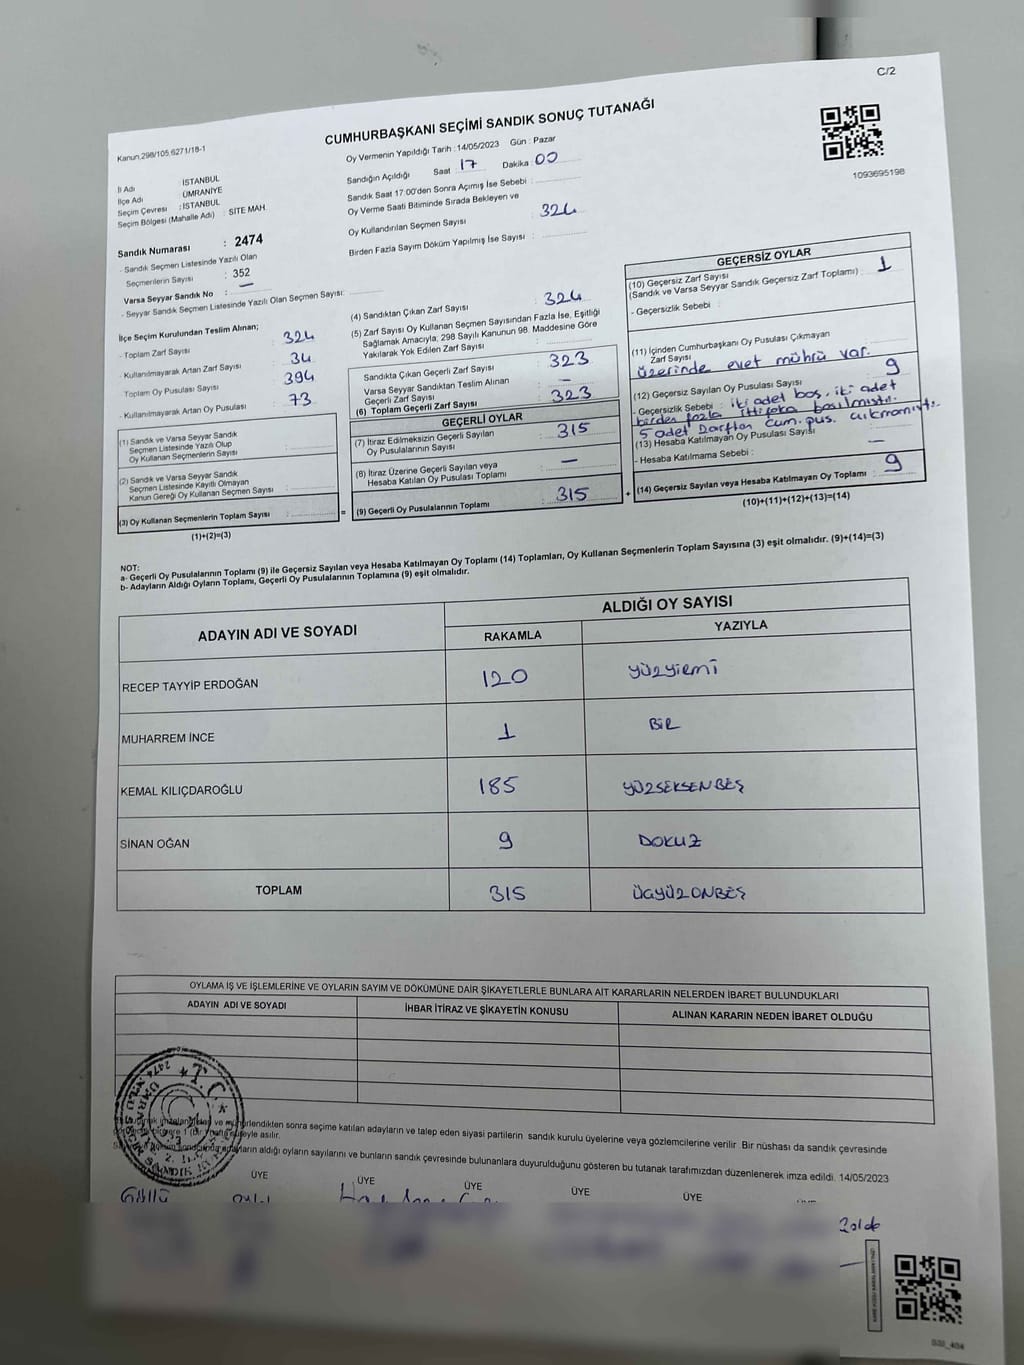 C/2
CUMHURBAŞKANI SEÇİMİ SANDIK SONUÇ TUTANAĞI
Kanun,298/105,6271/18-1
Oy Vermenin Yapıldığı Tarih : 14/05/2023 Gün : Pazar
Sandığın Açıldığı Saat 17 Dakika : 00
Sandık Saat 17:00'den Sonra Açımış İse Sebebi :
Oy Verme Saati Bitiminde Sırada Bekleyen ve
Oy Kullandırılan Seçmen Sayısı : 324
Birden Fazla Sayım Döküm Yapılmış İse Sayısı :
1093695198
İl Adı : İSTANBUL
İlçe Adı : ÜMRANİYE
Seçim Çevresi : İSTANBUL
Seçim Bölgesi (Mahalle Adı) : SİTE MAH.
Sandık Numarası : 2474
- Sandık Seçmen Listesinde Yazılı Olan
Seçmenlerin Sayısı : 352
Varsa Seyyar Sandık No : —
- Seyyar Sandık Seçmen Listesinde Yazılı Olan Seçmen Sayısı:
İlçe Seçim Kurulundan Teslim Alınan;
- Toplam Zarf Sayısı : 324
- Kullanılmayarak Artan Zarf Sayısı : 34
- Toplam Oy Pusulası Sayısı : 394
- Kullanılmayarak Artan Oy Pusulası : 73
(1) Sandık ve Varsa Seyyar Sandık
Seçmen Listesinde Yazılı Olup
Oy Kullanan Seçmenlerin Sayısı :
(2) Sandık ve Varsa Seyyar Sandık
Seçmen Listesinde Kayıtlı Olmayan
Kanun Gereği Oy Kullanan Seçmen Sayısı :
(3) Oy Kullanan Seçmenlerin Toplam Sayısı : =
(1)+(2)=(3)
(4) Sandıktan Çıkan Zarf Sayısı : 324
(5) Zarf Sayısı Oy Kullanan Seçmen Sayısından Fazla İse, Eşitliği
Sağlamak Amacıyla; 298 Sayılı Kanunun 98. Maddesine Göre
Yakılarak Yok Edilen Zarf Sayısı :
Sandıkta Çıkan Geçerli Zarf Sayısı : 323
Varsa Seyyar Sandıktan Teslim Alınan
Geçerli Zarf Sayısı : —
(6) Toplam Geçerli Zarf Sayısı : 323
GEÇERLİ OYLAR
(7) İtiraz Edilmeksizin Geçerli Sayılan
Oy Pusulalarının Sayısı : 315
(8) İtiraz Üzerine Geçerli Sayılan veya
Hesaba Katılan Oy Pusulası Toplamı : —
(9) Geçerli Oy Pusulalarının Toplamı : 315 +
GEÇERSİZ OYLAR
(10) Geçersiz Zarf Sayısı
(Sandık ve Varsa Seyyar Sandık Geçersiz Zarf Toplamı) : 1
- Geçersizlik Sebebi :
(11) İçinden Cumhurbaşkanı Oy Pusulası Çıkmayan
Zarf Sayısı :
üzerinde evet mührü var.
(12) Geçersiz Sayılan Oy Pusulası Sayısı : 9
- Geçersizlik Sebebi : iki adet boş, iki adet
birden fazla ittifaka basılmıştır.
5 adet zarftan cum. pus. çıkmamıştır.
(13) Hesaba Katılmayan Oy Pusulası Sayısı : —
- Hesaba Katılmama Sebebi :
(14) Geçersiz Sayılan veya Hesaba Katılmayan Oy Toplamı : 9
(10)+(11)+(12)+(13)=(14)
NOT:
a- Geçerli Oy Pusulalarının Toplamı (9) ile Geçersiz Sayılan veya Hesaba Katılmayan Oy Toplamı (14) Toplamları, Oy Kullanan Seçmenlerin Toplam Sayısına (3) eşit olmalıdır. (9)+(14)=(3)
b- Adayların Aldığı Oyların Toplamı, Geçerli Oy Pusulalarının Toplamına (9) eşit olmalıdır.
ADAYIN ADI VE SOYADI
ALDIĞI OY SAYISI
RAKAMLA YAZIYLA
RECEP TAYYİP ERDOĞAN 120 YÜZYİRMİ
MUHARREM İNCE 1 BİR
KEMAL KILIÇDAROĞLU 185 YÜZSEKSENBEŞ
SİNAN OĞAN 9 DOKUZ
TOPLAM 315 ÜÇYÜZONBEŞ
OYLAMA İŞ VE İŞLEMLERİNE VE OYLARIN SAYIM VE DÖKÜMÜNE DAİR ŞİKAYETLERLE BUNLARA AİT KARARLARIN NELERDEN İBARET BULUNDUKLARI
ADAYIN ADI VE SOYADI İHBAR İTİRAZ VE ŞİKAYETİN KONUSU ALINAN KARARIN NEDEN İBARET OLDUĞU
T.C.
ve mühürlendikten sonra seçime katılan adayların ve talep eden siyasi partilerin sandık kurulu üyelerine veya gözlemcilerine verilir. Bir nüshası da sandık çevresinde
asılır.
aldığı oyların sayılarını ve bunların sandık çevresinde bulunanlara duyurulduğunu gösteren bu tutanak tarafımızdan düzenlenerek imza edildi. 14/05/2023
ÜYE ÜYE ÜYE ÜYE ÜYE